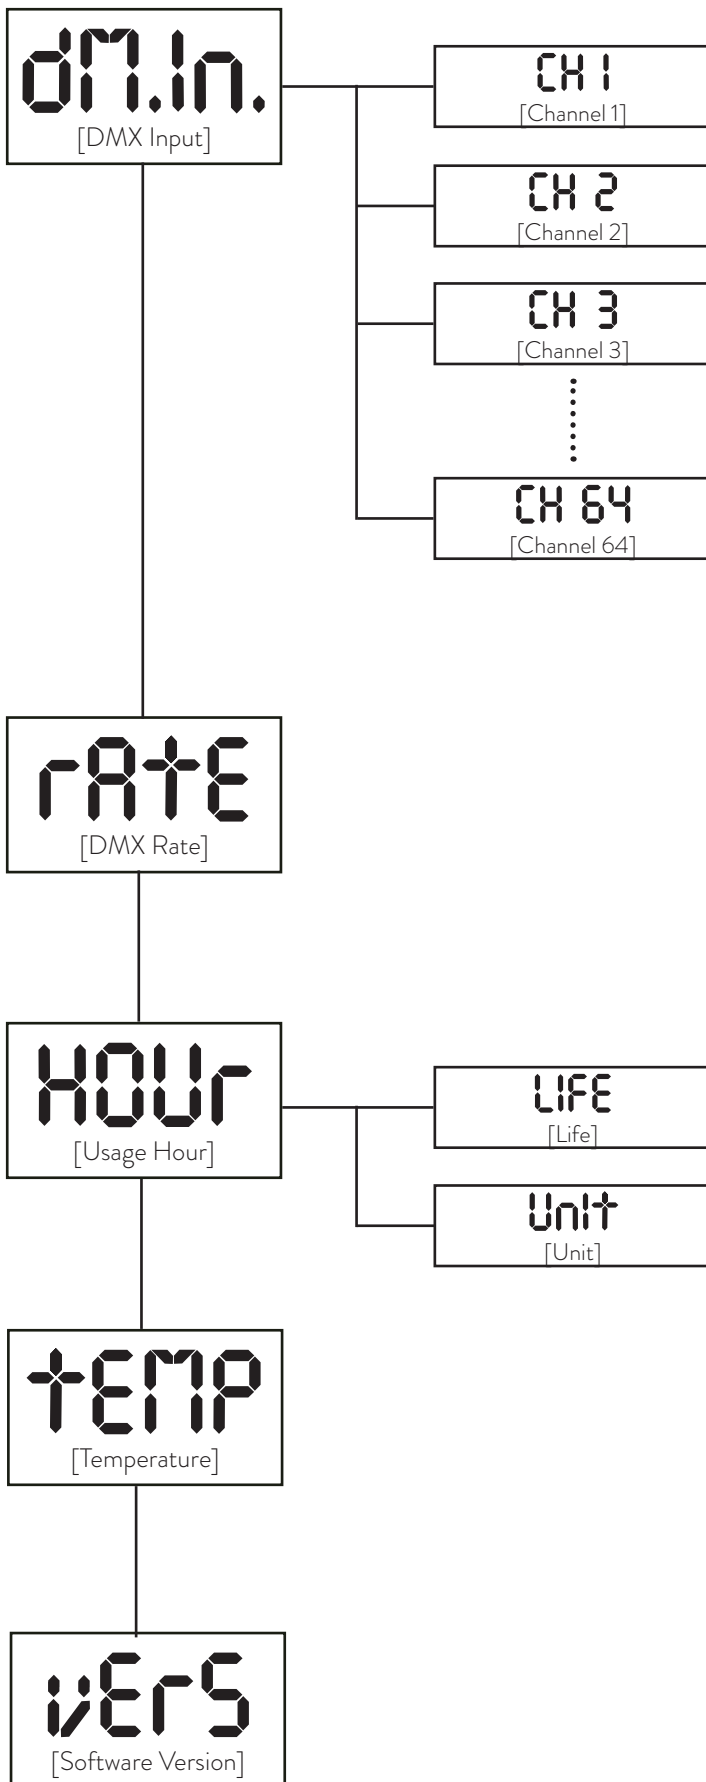 dM.In.
[DMX Input]
CH 1
[Channel 1]
CH 2
[Channel 2]
CH 3
[Channel 3]
CH 64
[Channel 64]
rAtE
[DMX Rate]
HOUr
[Usage Hour]
LIFE
[Life]
UnIt
[Unit]
tEMP
[Temperature]
vErS
[Software Version]